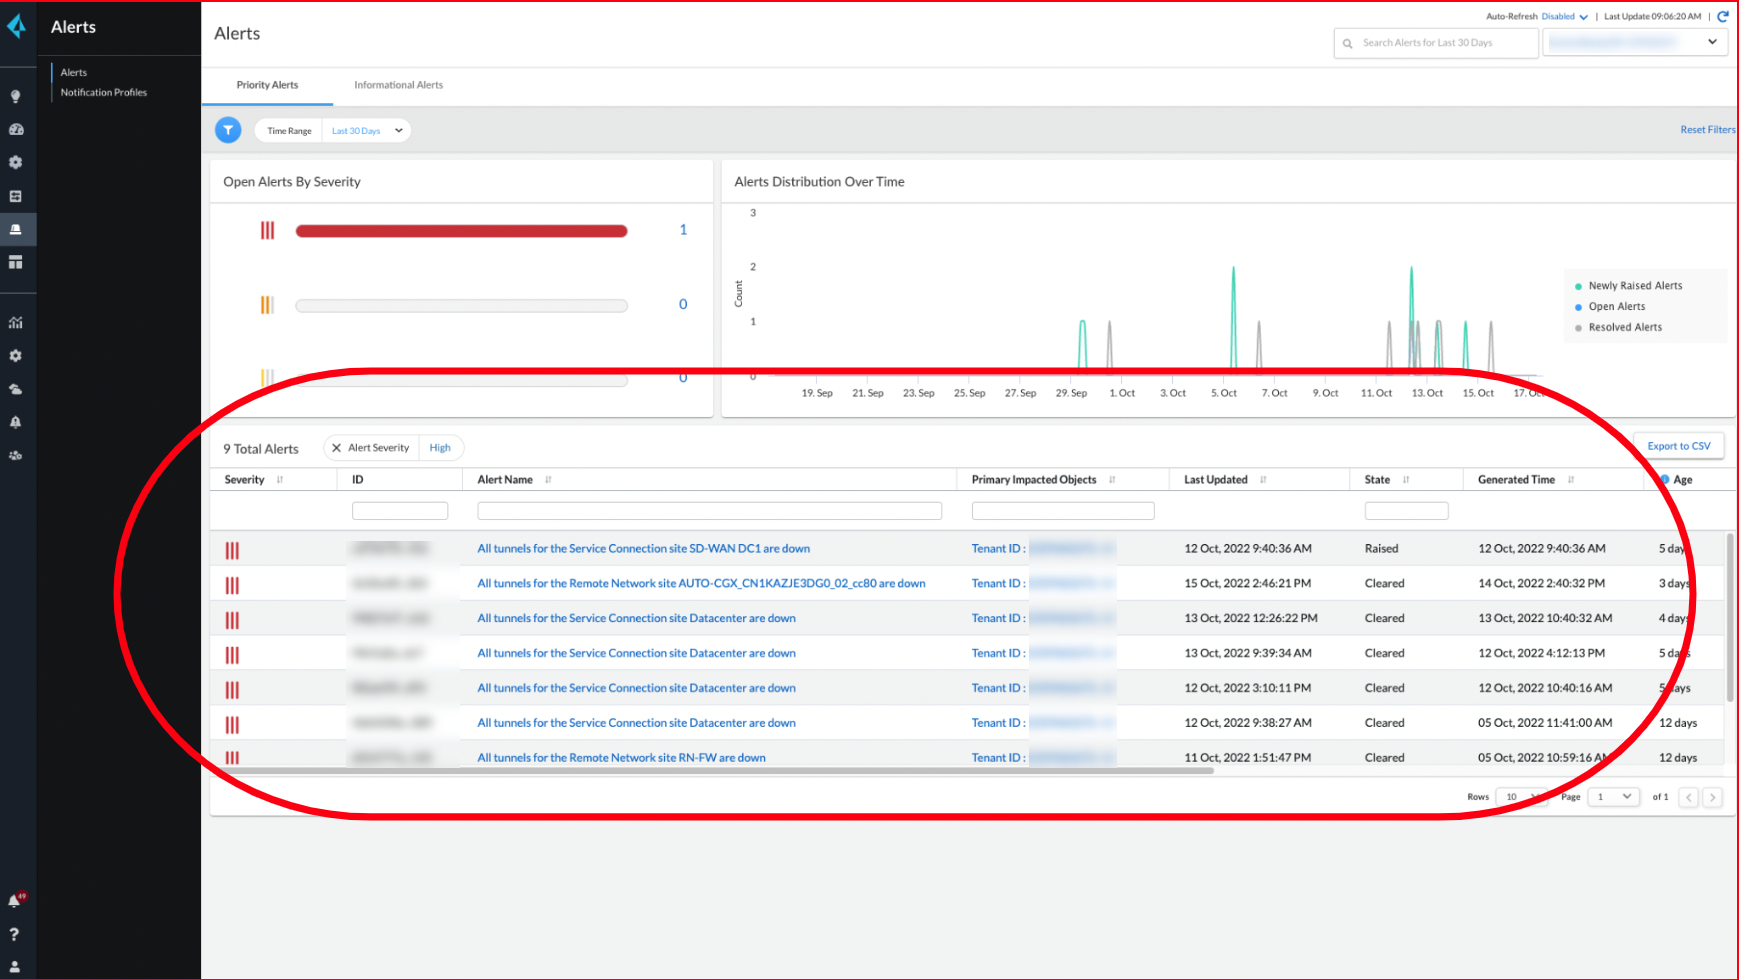 Alerts
Alerts
Notification Profiles
Alerts
Auto-Refresh Disabled | Last Update 09:06:20 AM |
Search Alerts for Last 30 Days
Priority Alerts Informational Alerts
Time Range Last 30 Days
Reset Filters
Open Alerts By Severity
1
0
0
Alerts Distribution Over Time
3
2
1
0
Count
19. Sep 21. Sep 23. Sep 25. Sep 27. Sep 29. Sep 1. Oct 3. Oct 5. Oct 7. Oct 9. Oct 11. Oct 13. Oct 15. Oct 17. Oct
Newly Raised Alerts
Open Alerts
Resolved Alerts
9 Total Alerts Alert Severity High
Export to CSV
Severity ID Alert Name Primary Impacted Objects Last Updated State Generated Time Age
All tunnels for the Service Connection site SD-WAN DC1 are down Tenant ID : 12 Oct, 2022 9:40:36 AM Raised 12 Oct, 2022 9:40:36 AM 5 days
All tunnels for the Remote Network site AUTO-CGX_CN1KAZJE3DG0_02_cc80 are down Tenant ID : 15 Oct, 2022 2:46:21 PM Cleared 14 Oct, 2022 2:40:32 PM 3 days
All tunnels for the Service Connection site Datacenter are down Tenant ID : 13 Oct, 2022 12:26:22 PM Cleared 13 Oct, 2022 10:40:32 AM 4 days
All tunnels for the Service Connection site Datacenter are down Tenant ID : 13 Oct, 2022 9:39:34 AM Cleared 12 Oct, 2022 4:12:13 PM 5 days
All tunnels for the Service Connection site Datacenter are down Tenant ID : 12 Oct, 2022 3:10:11 PM Cleared 12 Oct, 2022 10:40:16 AM 5 days
All tunnels for the Service Connection site Datacenter are down Tenant ID : 12 Oct, 2022 9:38:27 AM Cleared 05 Oct, 2022 11:41:00 AM 12 days
All tunnels for the Remote Network site RN-FW are down Tenant ID : 11 Oct, 2022 1:51:47 PM Cleared 05 Oct, 2022 10:59:16 AM 12 days
Rows 10 Page 1 of 1
49